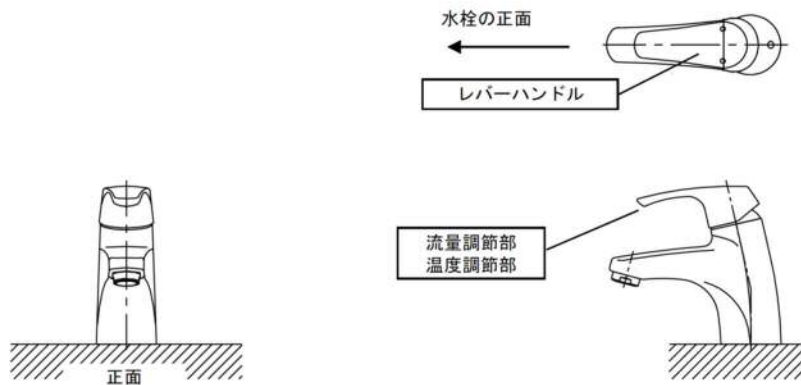 水栓の正面
レバーハンドル
流量調節部
温度調節部
正面